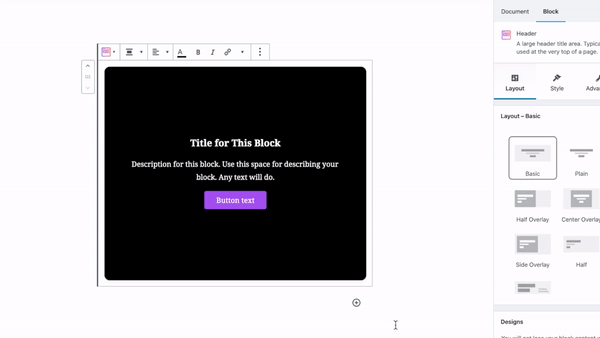 Document Block
Header
A large header title area. Typica
used at the very top of a page.
A B I
Layout Style Adva
Layout – Basic
Title for This Block
Description for this block. Use this space for describing your
block. Any text will do.
Button text
Basic Plain
Half Overlay Center Overlay
Side Overlay Half
Designs